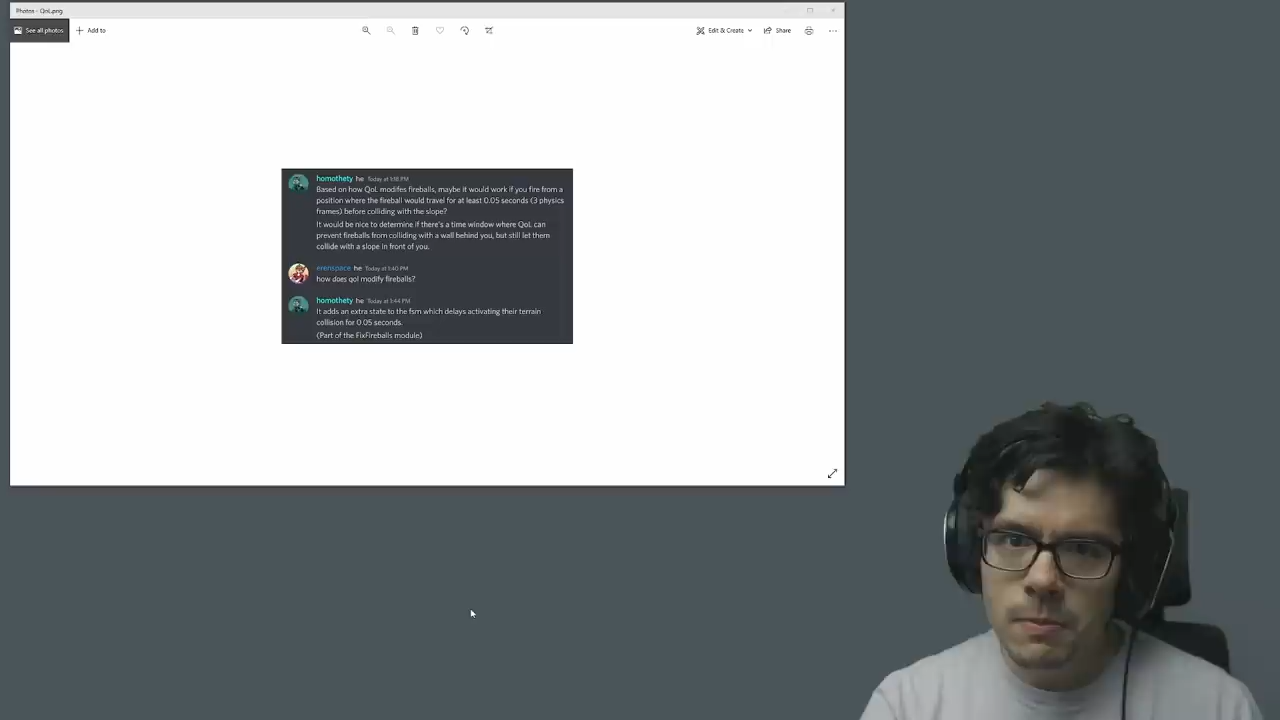 Photos - QoL.png
See all photos
Add to
Edit & Create
Share
homothety he Today at 1:18 PM
Based on how QoL modifes fireballs, maybe it would work if you fire from a
position where the fireball would travel for at least 0.05 seconds (3 physics
frames) before colliding with the slope?
It would be nice to determine if there's a time window where QoL can
prevent fireballs from colliding with a wall behind you, but still let them
collide with a slope in front of you.
erenspace he Today at 1:40 PM
how does qol modify fireballs?
homothety he Today at 1:44 PM
It adds an extra state to the fsm which delays activating their terrain
collision for 0.05 seconds.
(Part of the FixFireballs module)